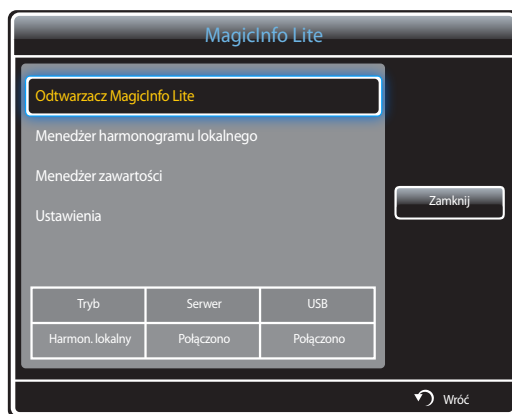 MagicInfo Lite
Odtwarzacz MagicInfo Lite
Menedżer harmonogramu lokalnego
Menedżer zawartości
Ustawienia
Zamknij
Tryb Serwer USB
Harmon. lokalny Połączono Połączono
Wróć